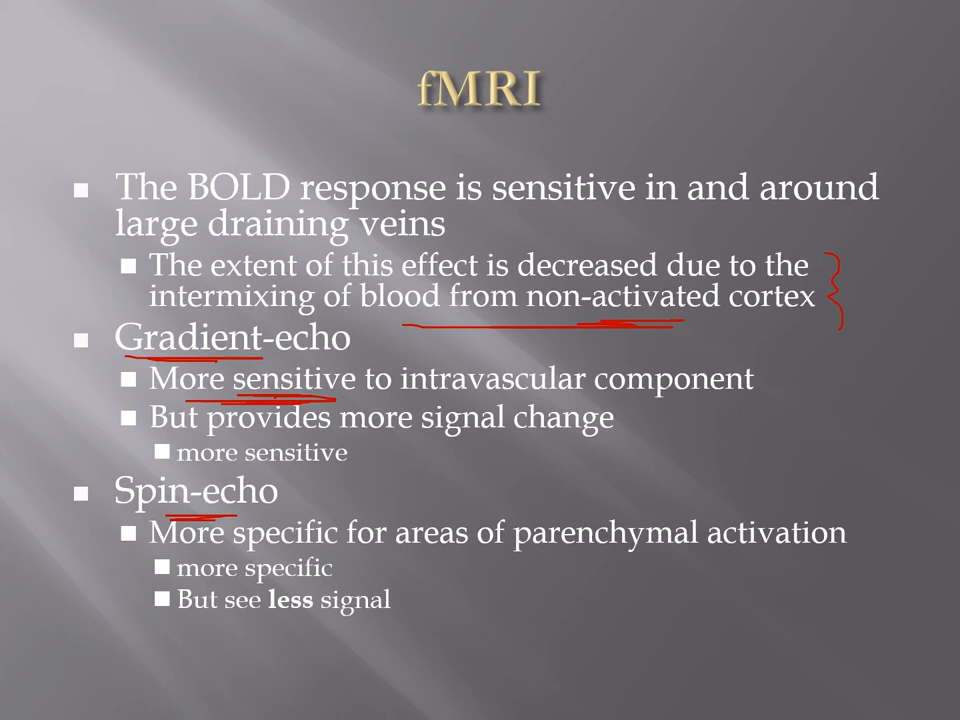 fMRI
The BOLD response is sensitive in and around
large draining veins
The extent of this effect is decreased due to the
intermixing of blood from non-activated cortex
Gradient-echo
More sensitive to intravascular component
But provides more signal change
more sensitive
Spin-echo
More specific for areas of parenchymal activation
more specific
But see less signal